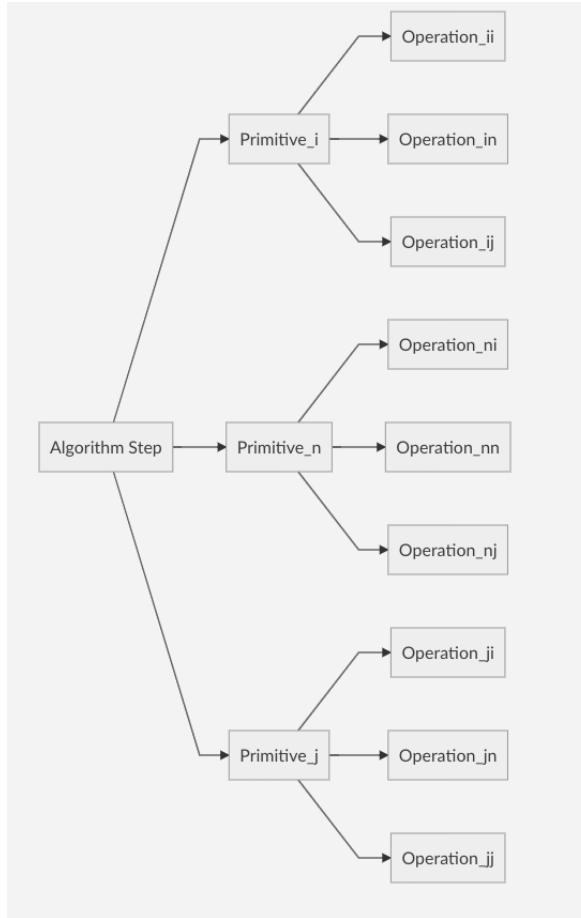 Operation_ii
Primitive_i
Operation_in
Operation_ij
Operation_ni
Algorithm Step
Primitive_n
Operation_nn
Operation_nj
Operation_ji
Primitive_j
Operation_jn
Operation_jj